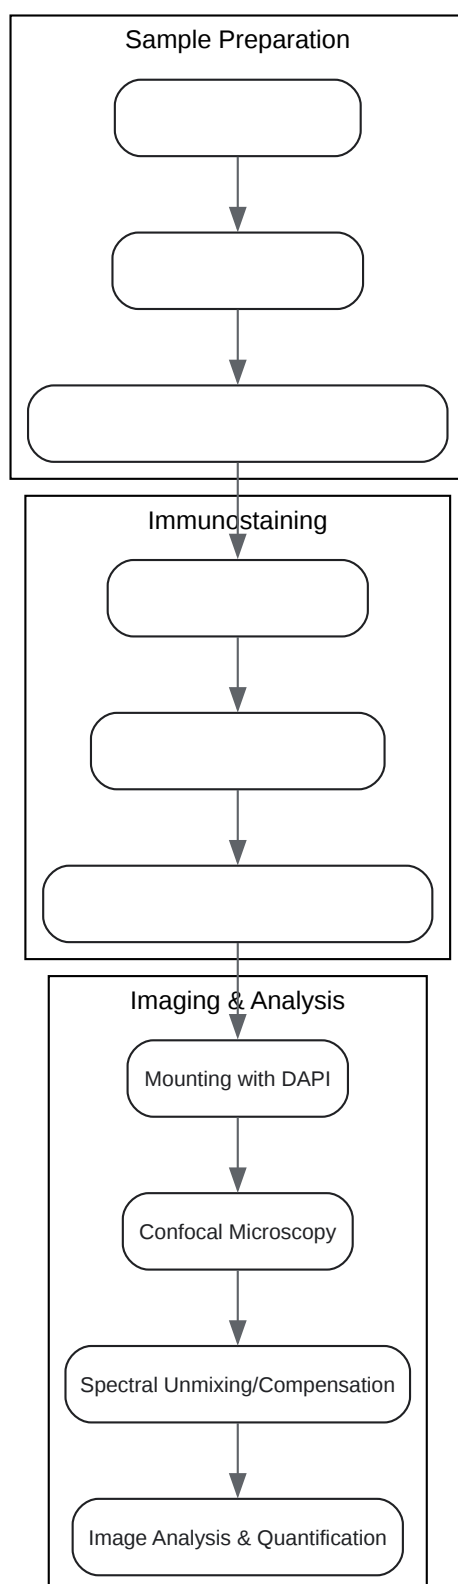 Sample Preparation
Immunostaining
Imaging & Analysis
Mounting with DAPI
Confocal Microscopy
Spectral Unmixing/Compensation
Image Analysis & Quantification